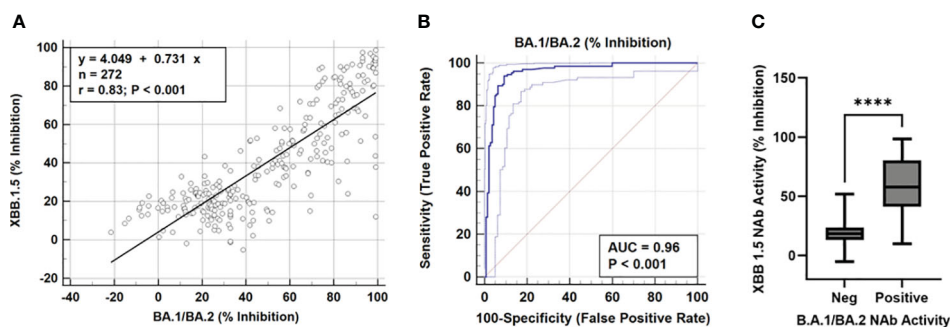 A
y = 4.049 + 0.731 x
n = 272
r = 0.83; P < 0.001
XBB.1.5 (% Inhibition)
100
80
60
40
20
0
-20
-40 -20 0 20 40 60 80 100
BA.1/BA.2 (% Inhibition)
B
BA.1/BA.2 (% Inhibition)
Sensitivity (True Positive Rate)
100
80
60
40
20
0
AUC = 0.96
P < 0.001
0 20 40 60 80 100
100-Specificity (False Positive Rate)
C
XBB 1.5 NAb Activity (% Inhibition)
150
100
50
0
****
Neg Positive
B.A.1/BA.2 NAb Activity